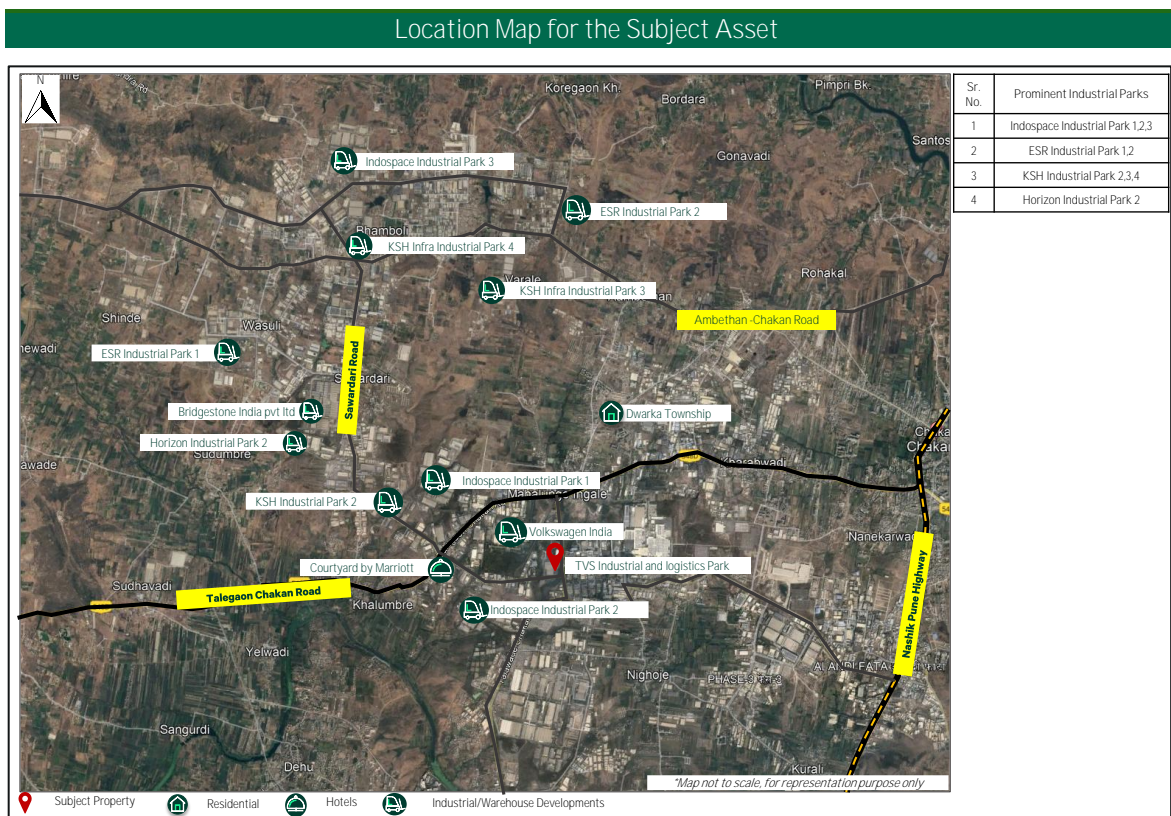 Location Map for the Subject Asset
N
Koregaon Kh.
Bordara
Pimpri Bk.
Santos
Gonavadi
Indospace Industrial Park 3
ESR Industrial Park 2
Bhamboli
KSH Infra Industrial Park 4
Varale
KSH Infra Industrial Park 3
Rohakal
Ambethan -Chakan Road
Shinde
Wasuli
ESR Industrial Park 1
Sawardari Road
Bridgestone India pvt ltd
Horizon Industrial Park 2
Sudumbre
Dwarka Township
Chakan
Kharabwadi
Indospace Industrial Park 1
KSH Industrial Park 2
Volkswagen India
Nanekarwad
Courtyard by Marriott
TVS Industrial and logistics Park
Sudhavadi
Talegaon Chakan Road
Khalumbre
Indospace Industrial Park 2
Nashik Pune Highway
Yelwadi
Nighoje
ALANDI FATA
Sangurdi
Dehu
Kurali
*Map not to scale, for representation purpose only
Subject Property
Residential
Hotels
Industrial/Warehouse Developments
Sr. No. Prominent Industrial Parks
1 Indospace Industrial Park 1,2,3
2 ESR Industrial Park 1,2
3 KSH Industrial Park 2,3,4
4 Horizon Industrial Park 2